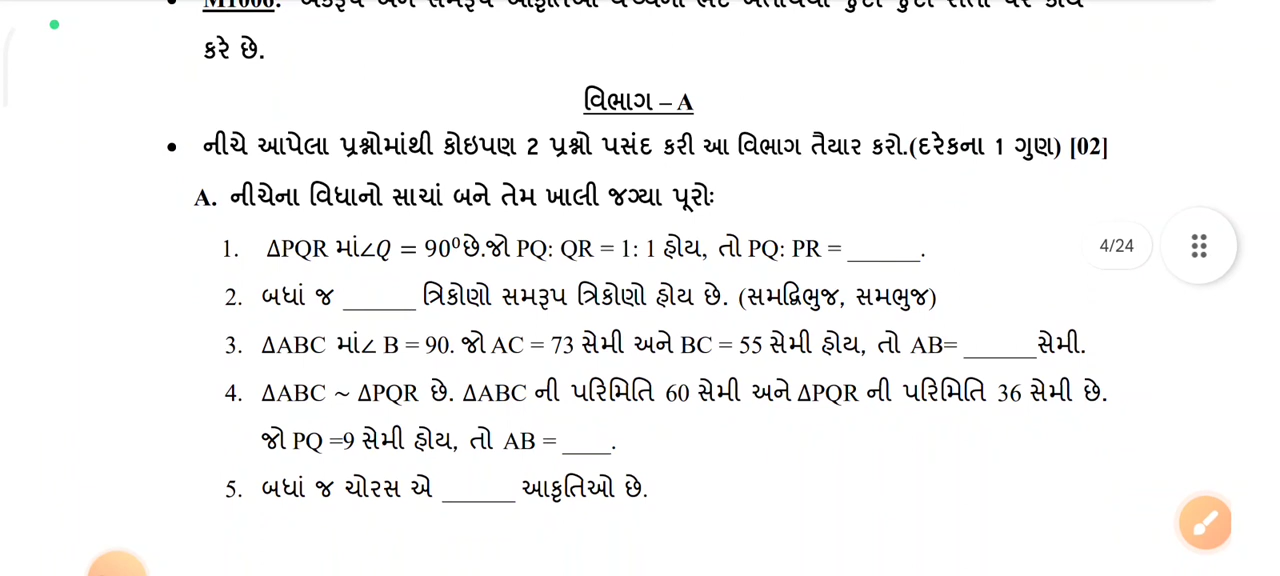 કરે છે.
વિભાગ – A
• નીચે આપેલા પ્રશ્નોમાંથી કોઇપણ 2 પ્રશ્નો પસંદ કરી આ વિભાગ તૈયાર કરો.(દરેકના 1 ગુણ) [02]
A. નીચેના વિધાનો સાચાં બને તેમ ખાલી જગ્યા પૂરોઃ
1. ΔPQR માં∠Q = 90⁰છે.જો PQ: QR = 1: 1 હોય, તો PQ: PR = ______.
4/24
2. બધાં જ ______ ત્રિકોણો સમરૂપ ત્રિકોણો હોય છે. (સમદ્વિભુજ, સમભુજ)
3. ΔABC માં∠ B = 90. જો AC = 73 સેમી અને BC = 55 સેમી હોય, તો AB= ______સેમી.
4. ΔABC ~ ΔPQR છે. ΔABC ની પરિમિતિ 60 સેમી અને ΔPQR ની પરિમિતિ 36 સેમી છે.
જો PQ =9 સેમી હોય, તો AB = ____.
5. બધાં જ ચોરસ એ ______ આકૃતિઓ છે.